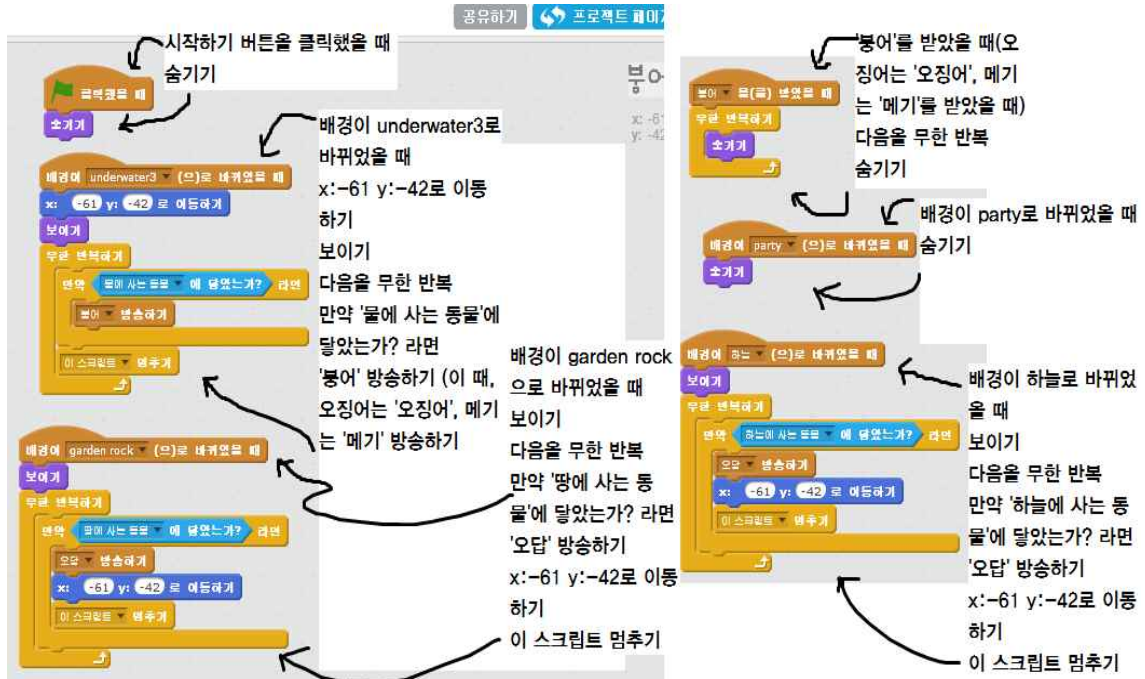 공유하기
프로젝트 페이지
시작하기 버튼을 클릭했을 때
숨기기
클릭했을 때
숨기기
붕어
x: -61
y: -42
배경이 underwater3로
바뀌었을 때
x:-61 y:-42로 이동
하기
보이기
다음을 무한 반복
만약 '물에 사는 동물'에
닿았는가? 라면
'붕어' 방송하기 (이 때,
오징어는 '오징어', 메기
는 '메기' 방송하기
배경이 underwater3 (으)로 바뀌었을 때
x: -61 y: -42 로 이동하기
보이기
무한 반복하기
만약 물에 사는 동물 에 닿았는가? 라면
붕어 방송하기
이 스크립트 멈추기
배경이 garden rock (으)로 바뀌었을 때
보이기
무한 반복하기
만약 땅에 사는 동물 에 닿았는가? 라면
오답 방송하기
x: -61 y: -42 로 이동하기
이 스크립트 멈추기
배경이 garden rock
으로 바뀌었을 때
보이기
다음을 무한 반복
만약 '땅에 사는 동
물'에 닿았는가? 라면
'오답' 방송하기
x:-61 y:-42로 이동
하기
이 스크립트 멈추기
'붕어'를 받았을 때(오
징어는 '오징어', 메기
는 '메기'를 받았을 때)
다음을 무한 반복
숨기기
붕어 을(를) 받았을 때
무한 반복하기
숨기기
배경이 party로 바뀌었을 때
숨기기
배경이 party (으)로 바뀌었을 때
숨기기
배경이 하늘 (으)로 바뀌었을 때
보이기
무한 반복하기
만약 하늘에 사는 동물 에 닿았는가? 라면
오답 방송하기
x: -61 y: -42 로 이동하기
이 스크립트 멈추기
배경이 하늘로 바뀌었
을 때
보이기
다음을 무한 반복
만약 '하늘에 사는 동
물'에 닿았는가? 라면
'오답' 방송하기
x:-61 y:-42로 이동
하기
이 스크립트 멈추기